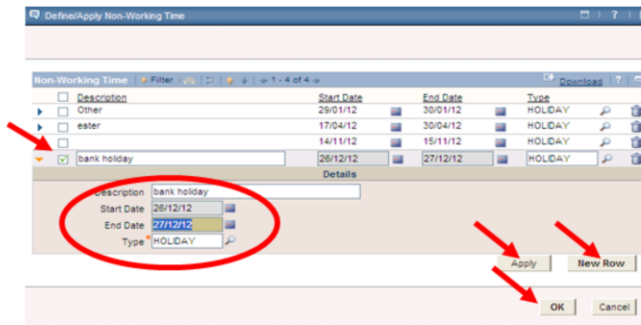 Define/Apply Non-Working Time ?
Non-Working Time Filter 1 - 4 of 4 Download ?
Description Start Date End Date Type
Other 29/01/12 30/01/12 HOLIDAY
ester 17/04/12 30/04/12 HOLIDAY
14/11/12 15/11/12 HOLIDAY
bank holiday 26/12/12 27/12/12 HOLIDAY
Details
Description bank holiday
Start Date 26/12/12
End Date 27/12/12
Type * HOLIDAY
Apply New Row
OK Cancel